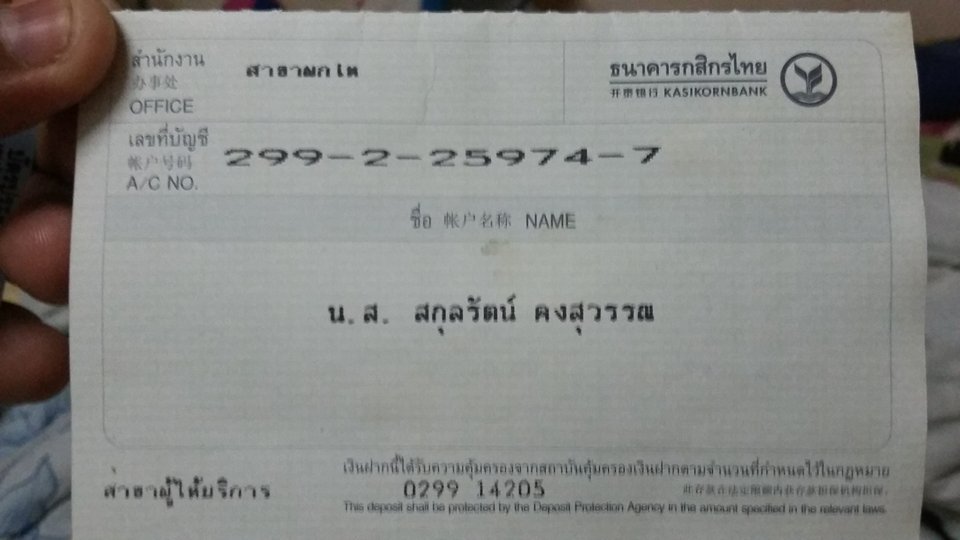 สำนักงาน
办事处
OFFICE
สาขาผกไห่
ธนาคารกสิกรไทย
开泰银行 KASIKORNBANK
เลขที่บัญชี
帐户号码
A/C NO.
299-2-25974-7
ชื่อ 帐户名称 NAME
น.ส. สกุลรัตน์ คงสุวรรณ
เงินฝากนี้ได้รับความคุ้มครองจากสถาบันคุ้มครองเงินฝากตามจำนวนที่กำหนดไว้ในกฎหมาย
สาขาผู้ให้บริการ
0299 14205
This deposit shall be protected by the Deposit Protection Agency in the amount specified in the relevant laws.